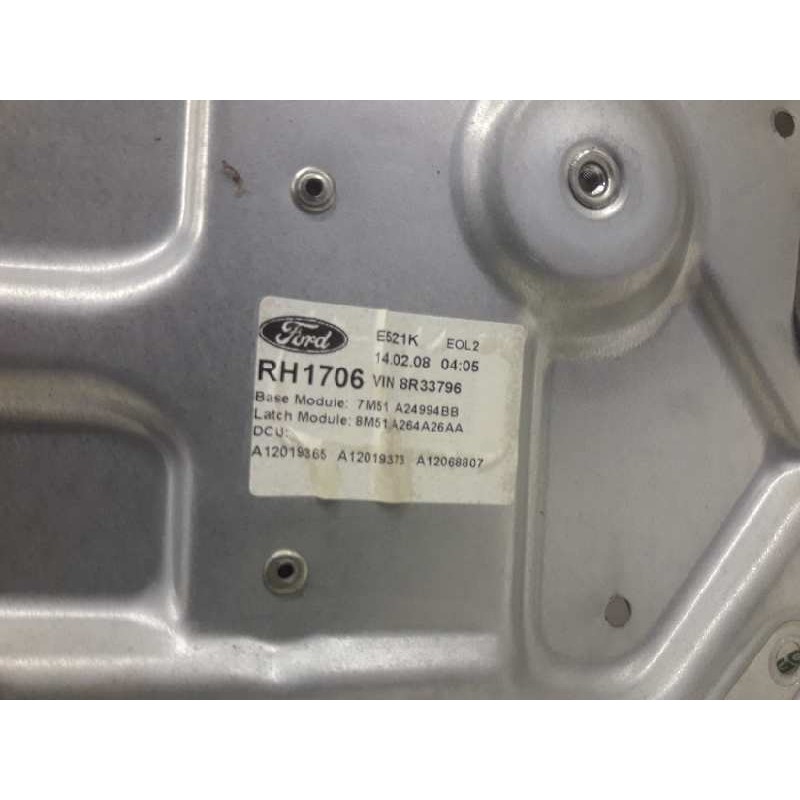 Ford E521K EOL2
14.02.08 04:05
RH1706 VIN 8R33796
Base Module: 7M51 A24994BB
Latch Module: 8M51 A264A26AA
DCU:
A12019365 A12019373 A12068807